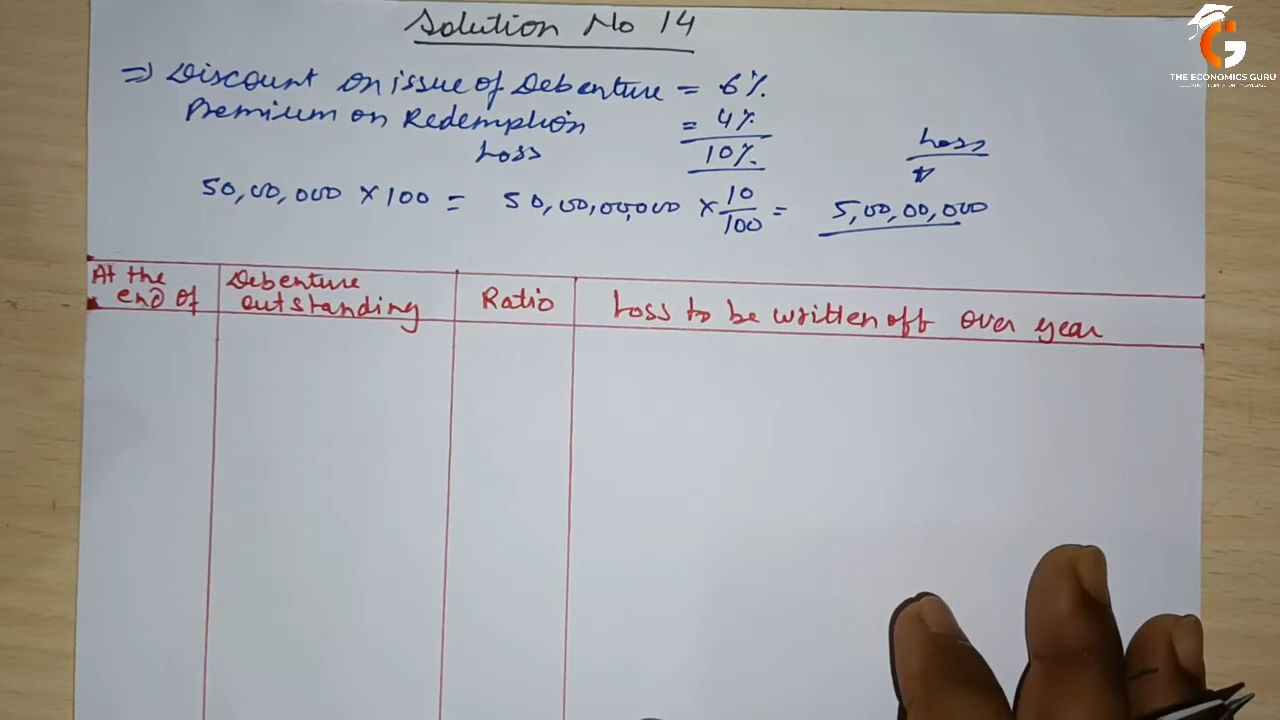 Solution No 14
⇒ Discount on issue of Debenture = 6%.
Premium on Redemption = 4%
Loss 10%.
Loss
50,00,000 × 100 = 50,00,00,000 × 10/100 = 5,00,00,000
At the end of
Debenture outstanding
Ratio
Loss to be written off over year
G
THE ECONOMICS GURU